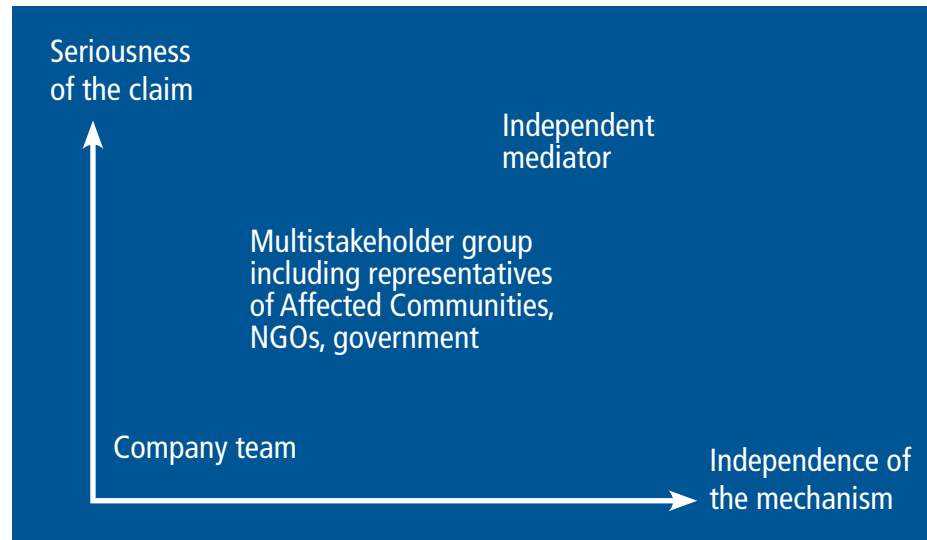 Seriousness
of the claim
Independent
mediator
Multistakeholder group
including representatives
of Affected Communities,
NGOs, government
Company team
Independence of
the mechanism